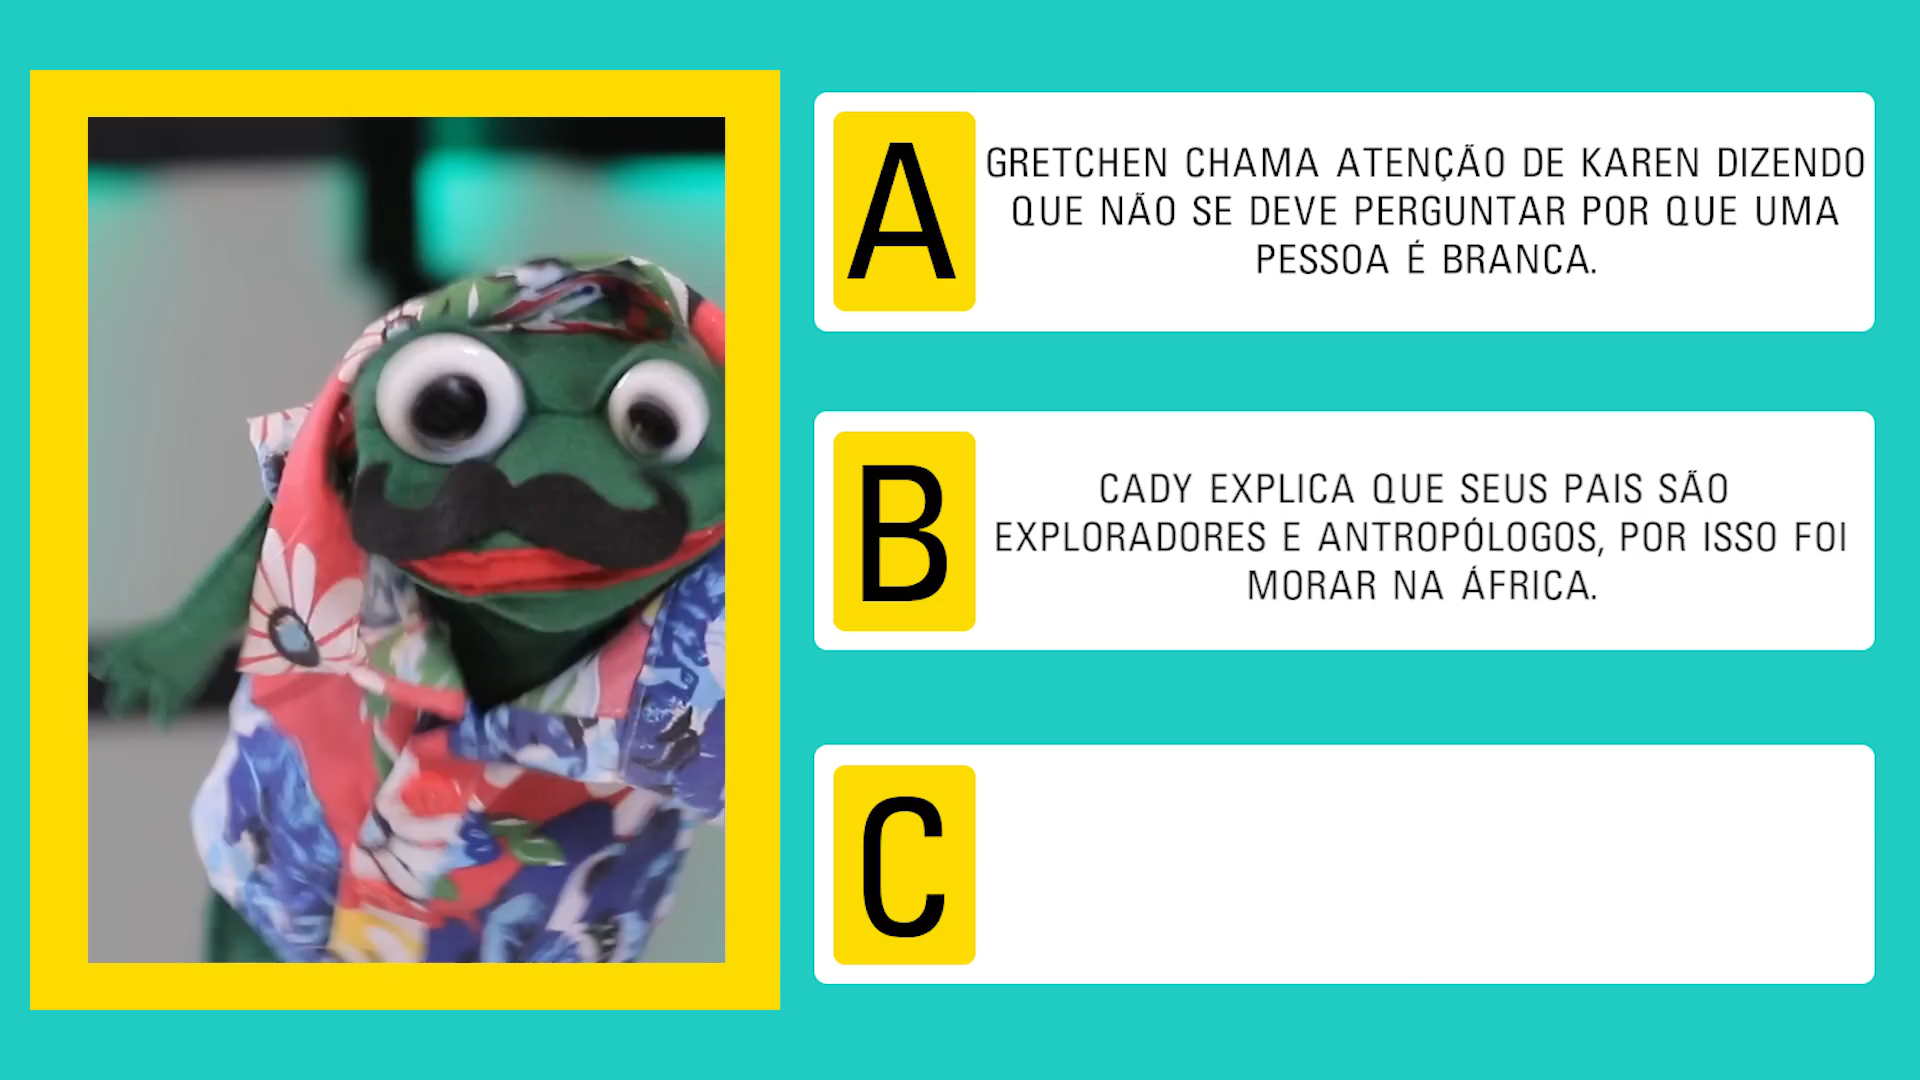 A
GRETCHEN CHAMA ATENÇÃO DE KAREN DIZENDO
QUE NÃO SE DEVE PERGUNTAR POR QUE UMA
PESSOA É BRANCA.
B
CADY EXPLICA QUE SEUS PAIS SÃO
EXPLORADORES E ANTROPÓLOGOS, POR ISSO FOI
MORAR NA ÁFRICA.
C